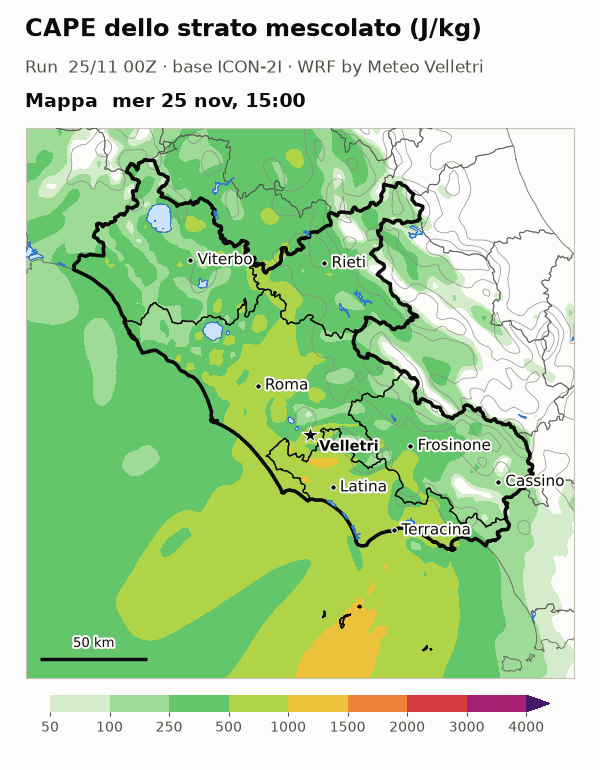 CAPE dello strato mescolato (J/kg)
Run  25/11 00Z · base ICON-2I · WRF by Meteo Velletri
Mappa  mer 25 nov, 15:00
Viterbo
Rieti
Roma
Velletri
Frosinone
Cassino
Latina
Terracina
50 km
50 100 250 500 1000 1500 2000 3000 4000